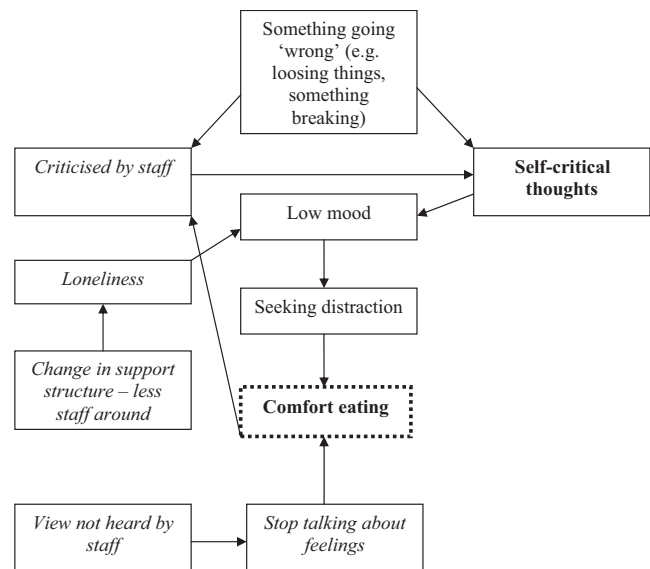 Something going
‘wrong’ (e.g.
loosing things,
something
breaking)
Criticised by staff
Self-critical
thoughts
Low mood
Loneliness
Seeking distraction
Change in support
structure – less
staff around
Comfort eating
View not heard by
staff
Stop talking about
feelings